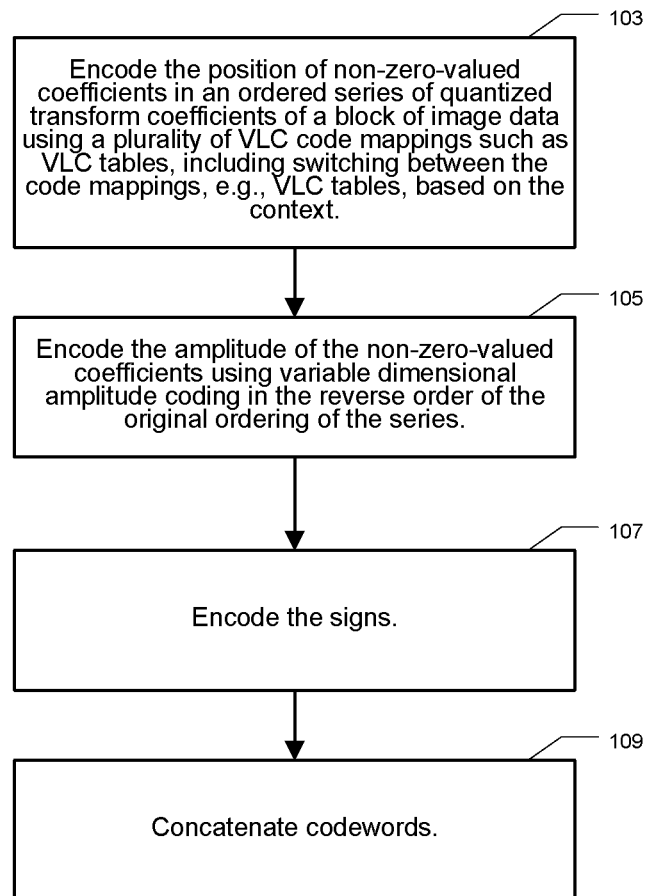 103
Encode the position of non-zero-valued
coefficients in an ordered series of quantized
transform coefficients of a block of image data
using a plurality of VLC code mappings such as
VLC tables, including switching between the
code mappings, e.g., VLC tables, based on the
context.
105
Encode the amplitude of the non-zero-valued
coefficients using variable dimensional
amplitude coding in the reverse order of the
original ordering of the series.
107
Encode the signs.
109
Concatenate codewords.